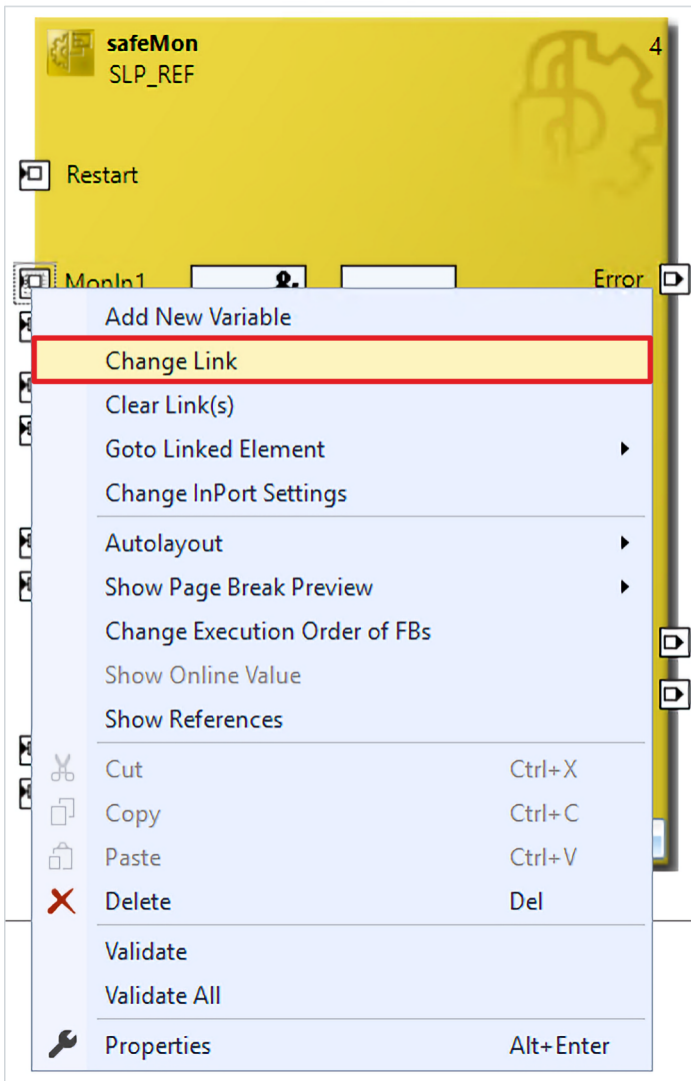 safeMon 4
SLP_REF
Restart
MonIn1 & Error
Add New Variable
Change Link
Clear Link(s)
Goto Linked Element
Change InPort Settings
Autolayout
Show Page Break Preview
Change Execution Order of FBs
Show Online Value
Show References
Cut Ctrl+X
Copy Ctrl+C
Paste Ctrl+V
Delete Del
Validate
Validate All
Properties Alt+Enter